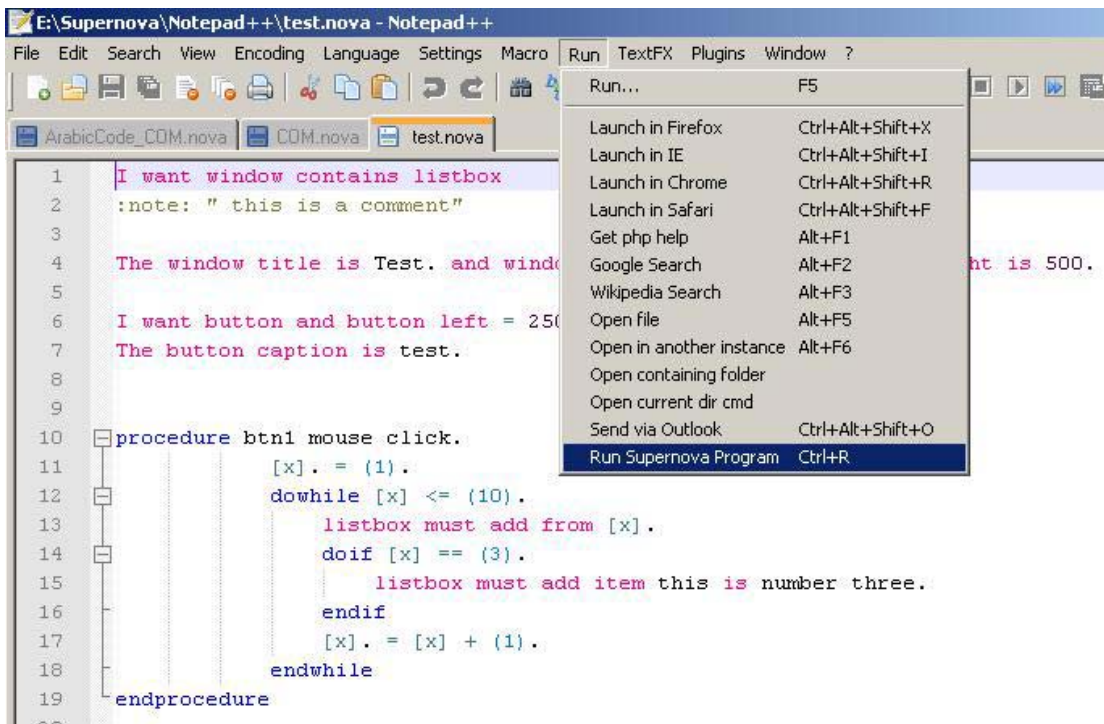 E:\Supernova\Notepad++\test.nova - Notepad++
File Edit Search View Encoding Language Settings Macro Run TextFX Plugins Window ?
Run... F5
ArabicCode_COM.nova COM.nova test.nova
Launch in Firefox Ctrl+Alt+Shift+X
Launch in IE Ctrl+Alt+Shift+I
Launch in Chrome Ctrl+Alt+Shift+R
Launch in Safari Ctrl+Alt+Shift+F
Get php help Alt+F1
Google Search Alt+F2
Wikipedia Search Alt+F3
Open file Alt+F5
Open in another instance Alt+F6
Open containing folder
Open current dir cmd
Send via Outlook Ctrl+Alt+Shift+O
Run Supernova Program Ctrl+R
1 I want window contains listbox
2 :note: " this is a comment"
3
4 The window title is Test. and is 500.
5
6 I want button and button left =
7 The button caption is test.
8
9
10 procedure btn1 mouse click.
11 [x]. = (1).
12 dowhile [x] <= (10).
13 listbox must add from [x].
14 doif [x] == (3).
15 listbox must add item this is number three.
16 endif
17 [x]. = [x] + (1).
18 endwhile
19 endprocedure